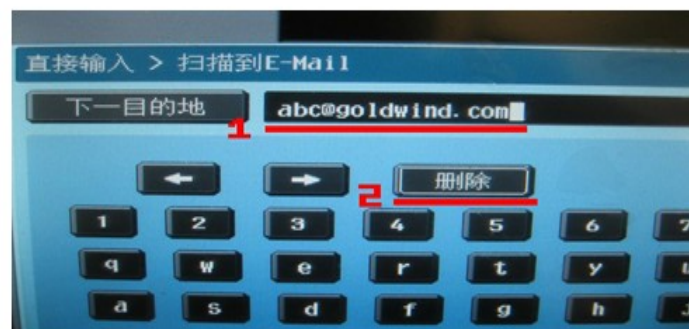 直接输入 > 扫描到E-Mail
下一目的地 abc@goldwind.com
1
← → 2 删除
1 2 3 4 5 6 7
q w e r t y u
a s d f g h